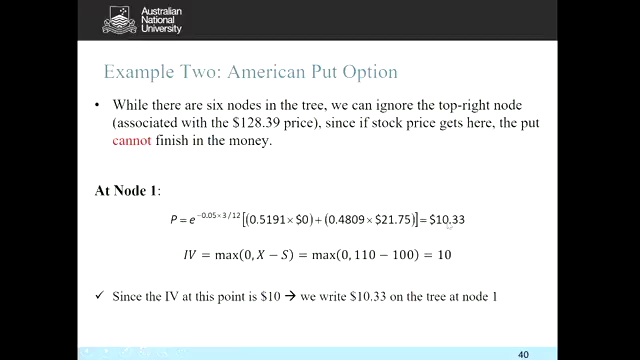 Australian
National
University
Example Two: American Put Option
• While there are six nodes in the tree, we can ignore the top-right node
(associated with the $128.39 price), since if stock price gets here, the put
cannot finish in the money.
At Node 1:
P = e^{-0.05×3/12}[(0.5191×$0)+(0.4809×$21.75)] = $10.33
IV = max(0, X − S) = max(0, 110 − 100) = 10
✓ Since the IV at this point is $10 → we write $10.33 on the tree at node 1
40